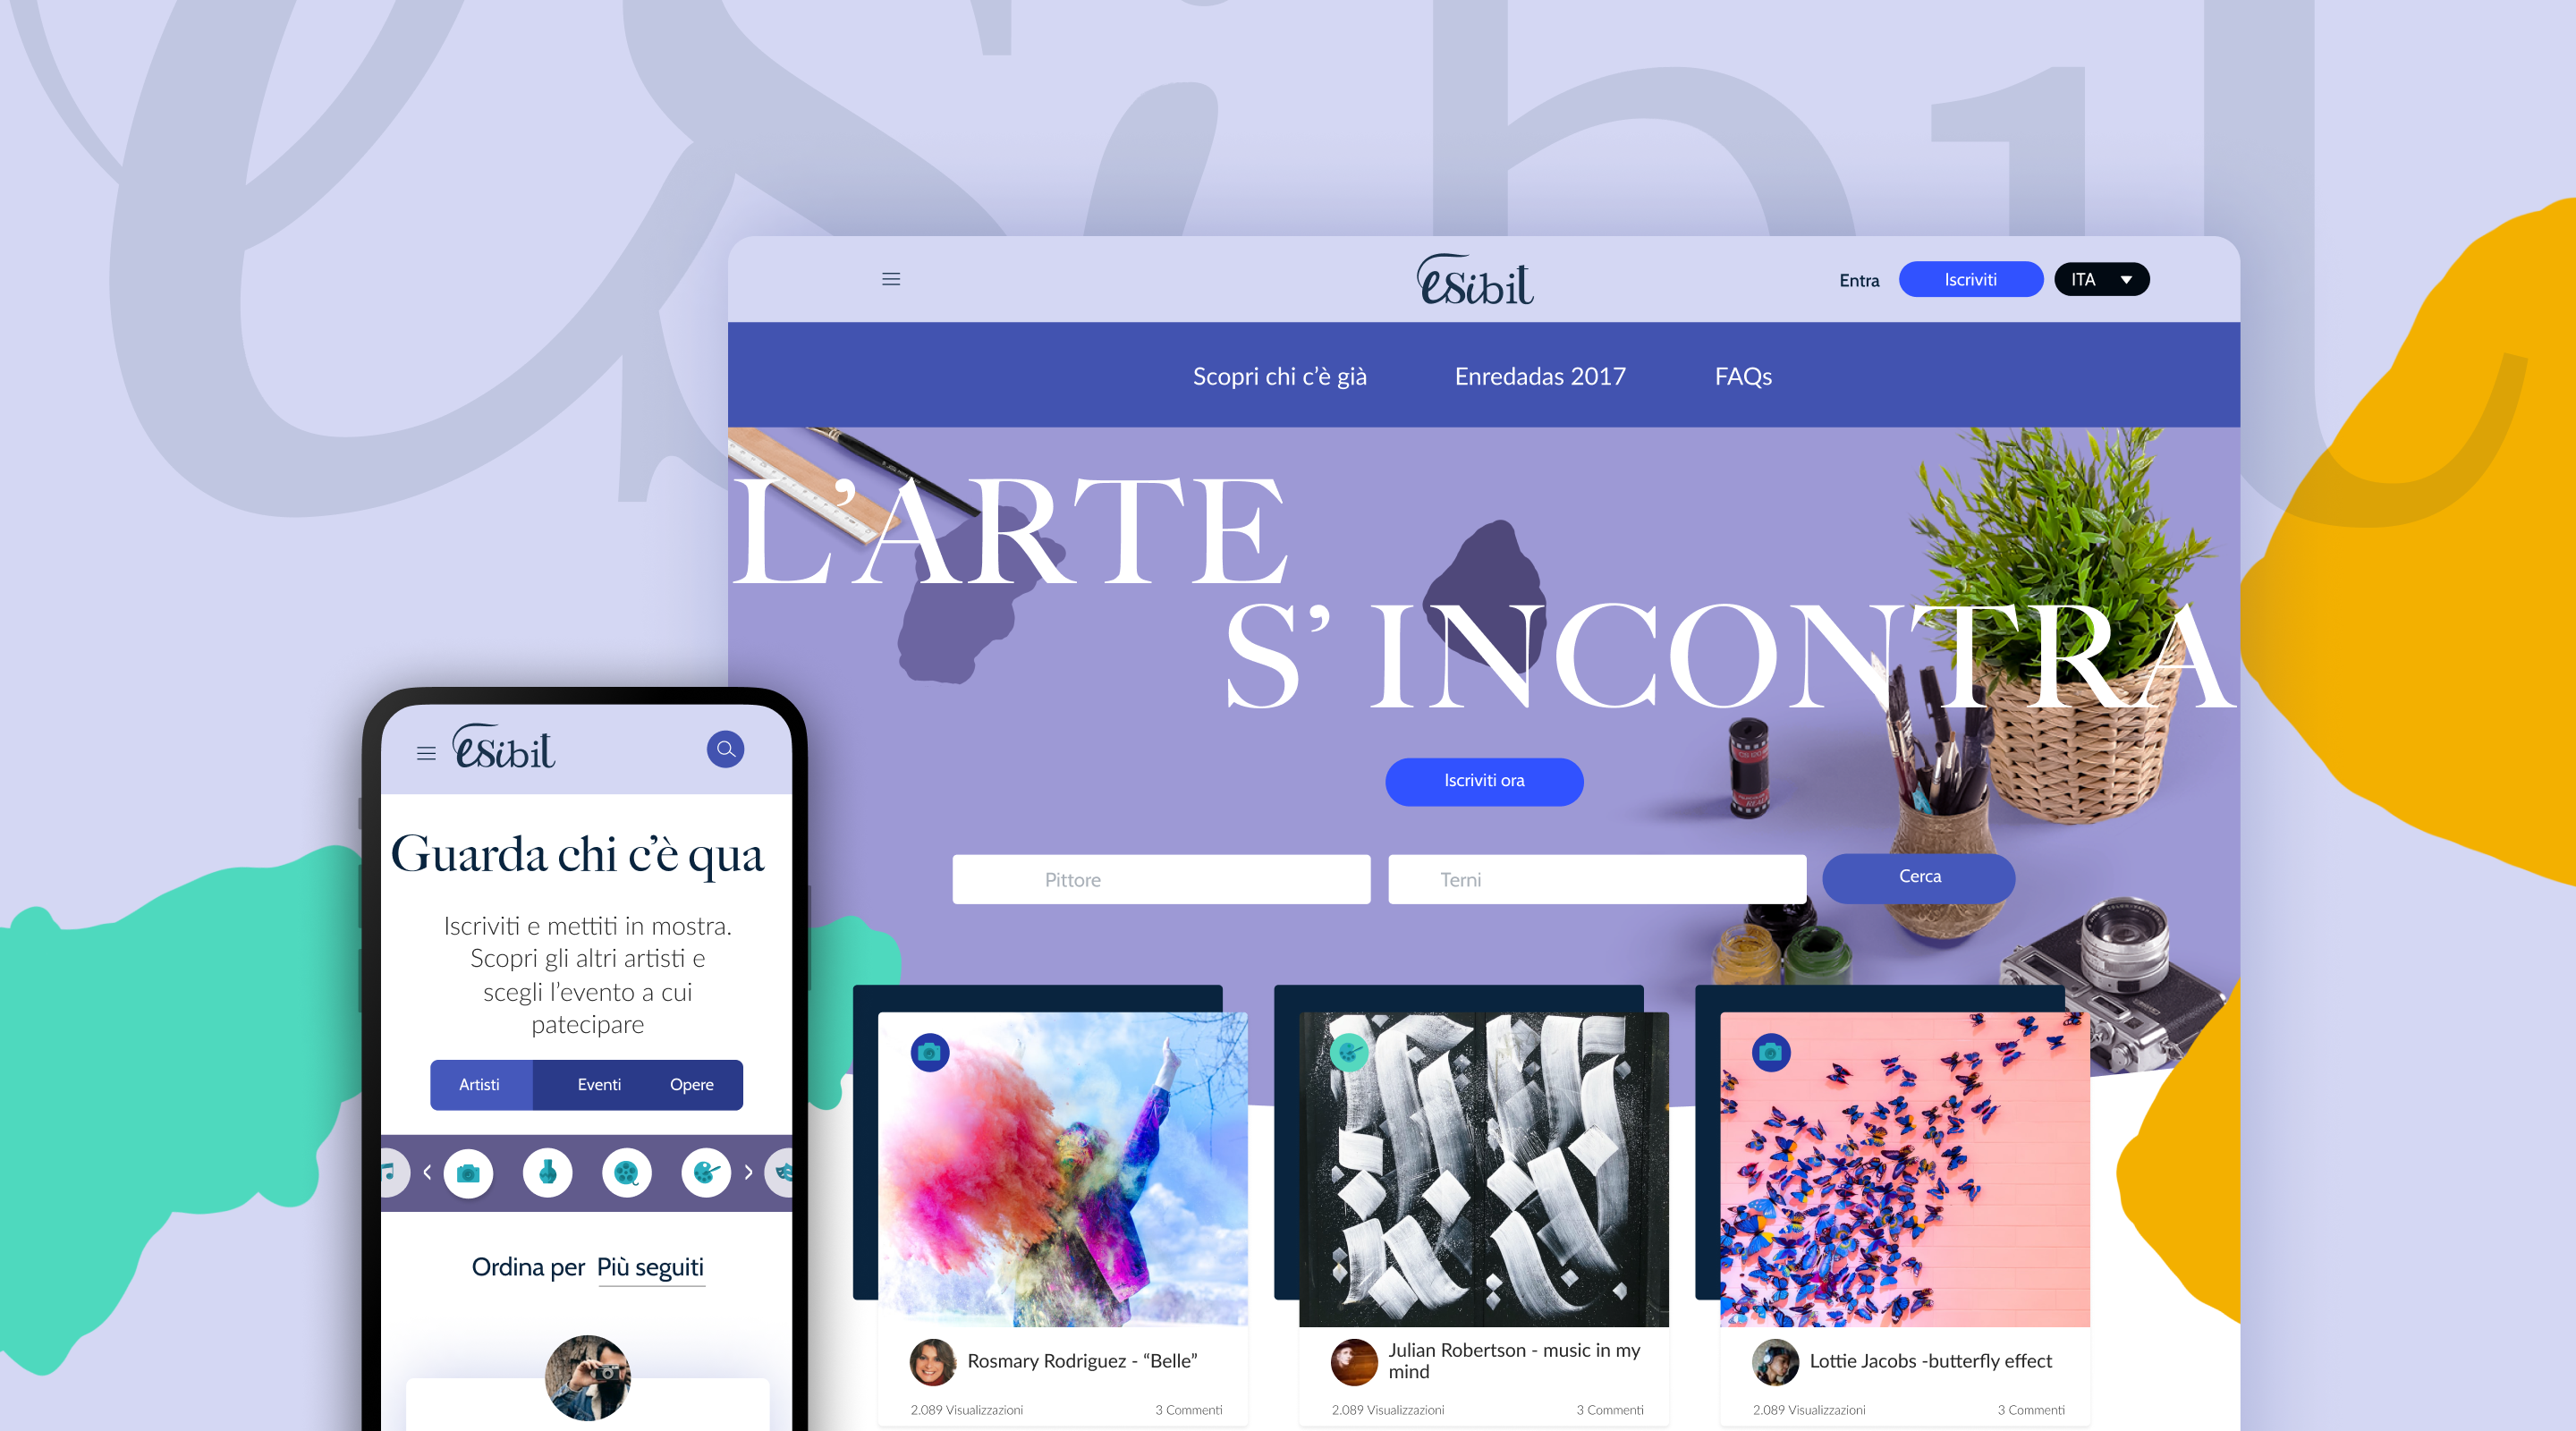 esibit
esibit
Entra
Iscriviti
ITA
Scopri chi c'è già
Enredadas 2017
FAQs
L'ARTE
S' INCONTRA
Iscriviti ora
Pittore
Terni
Cerca
Rosmary Rodriguez - “Belle”
2.089 Visualizzazioni
3 Commenti
Julian Robertson - music in my
mind
2.089 Visualizzazioni
3 Commenti
Lottie Jacobs -butterfly effect
2.089 Visualizzazioni
3 Commenti
esibit
Guarda chi c'è qua
Iscriviti e mettiti in mostra.
Scopri gli altri artisti e
scegli l'evento a cui
patecipare
Artisti
Eventi
Opere
Ordina per Più seguiti